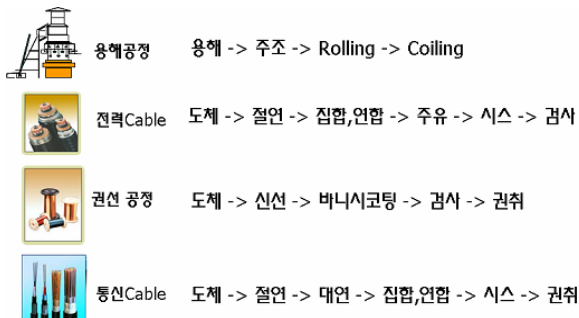 용해공정 용해 -> 주조 -> Rolling -> Coiling
전력Cable 도체 -> 절연 -> 집합,연합 -> 주유 -> 시스 -> 검사
권선 공정 도체 -> 신선 -> 바니시코팅 -> 검사 -> 권취
통신Cable 도체 -> 절연 -> 대연 -> 집합,연합 -> 시스 -> 권취